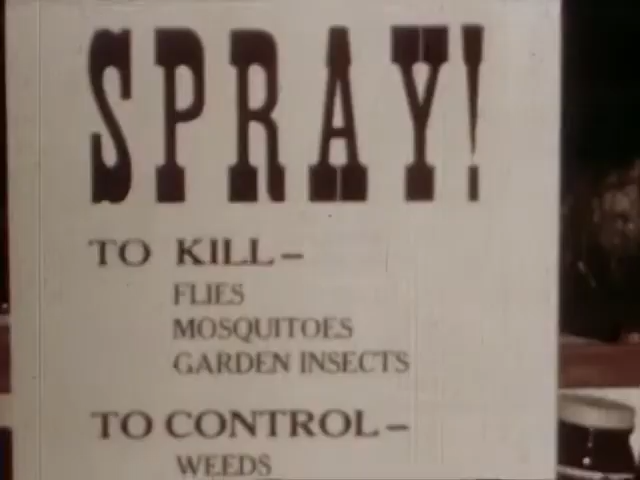 SPRAY!
TO KILL–
FLIES
MOSQUITOES
GARDEN INSECTS
TO CONTROL–
WEEDS